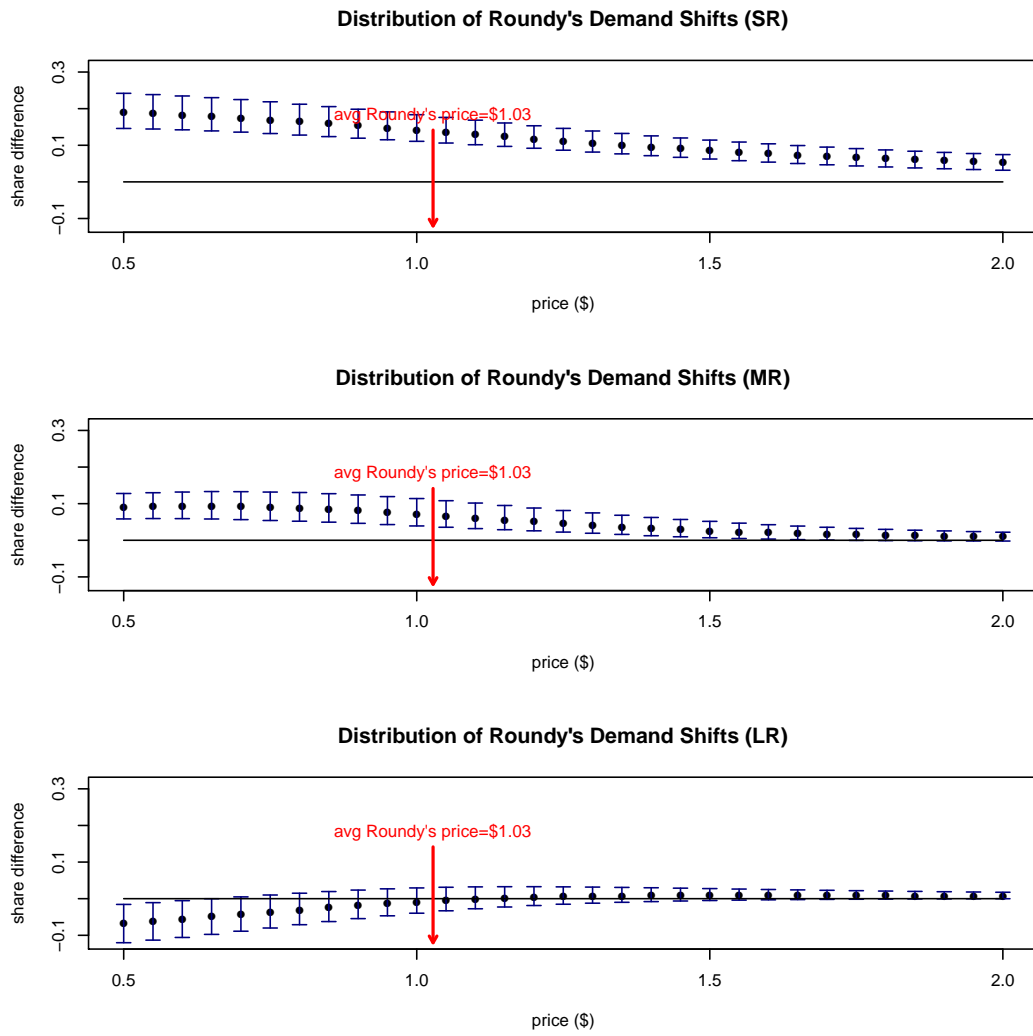 Distribution of Roundy's Demand Shifts (SR)
share difference
0.3
0.1
−0.1
avg Roundy's price=$1.03
0.5 1.0 1.5 2.0
price ($)
Distribution of Roundy's Demand Shifts (MR)
share difference
0.3
0.1
−0.1
avg Roundy's price=$1.03
0.5 1.0 1.5 2.0
price ($)
Distribution of Roundy's Demand Shifts (LR)
share difference
0.3
0.1
−0.1
avg Roundy's price=$1.03
0.5 1.0 1.5 2.0
price ($)